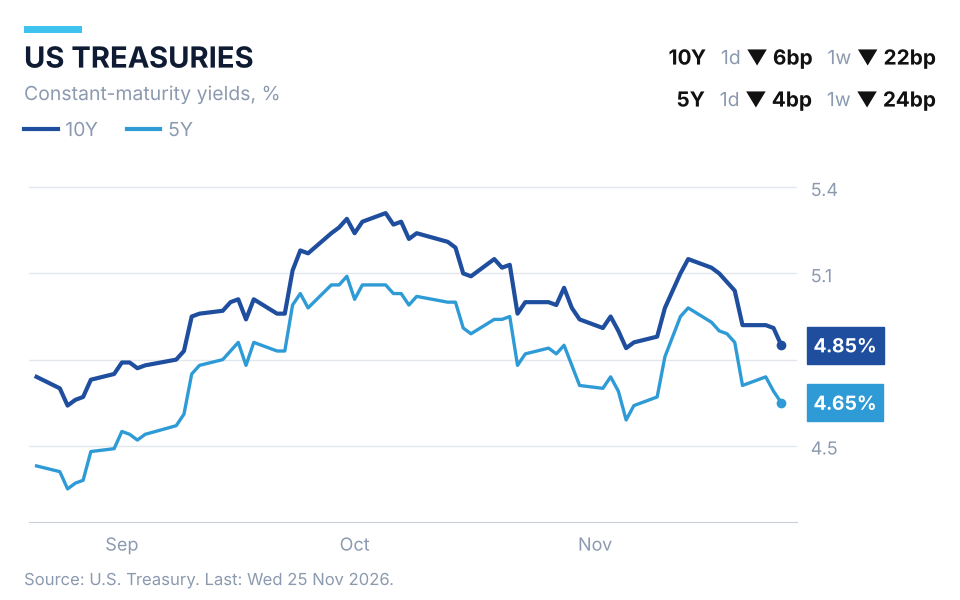 US TREASURIES
Constant-maturity yields, %
10Y 5Y
10Y 1d ▼ 6bp 1w ▼ 22bp
5Y 1d ▼ 4bp 1w ▼ 24bp
5.4
5.1
4.85%
4.65%
4.5
Sep Oct Nov
Source: U.S. Treasury. Last: Wed 25 Nov 2026.